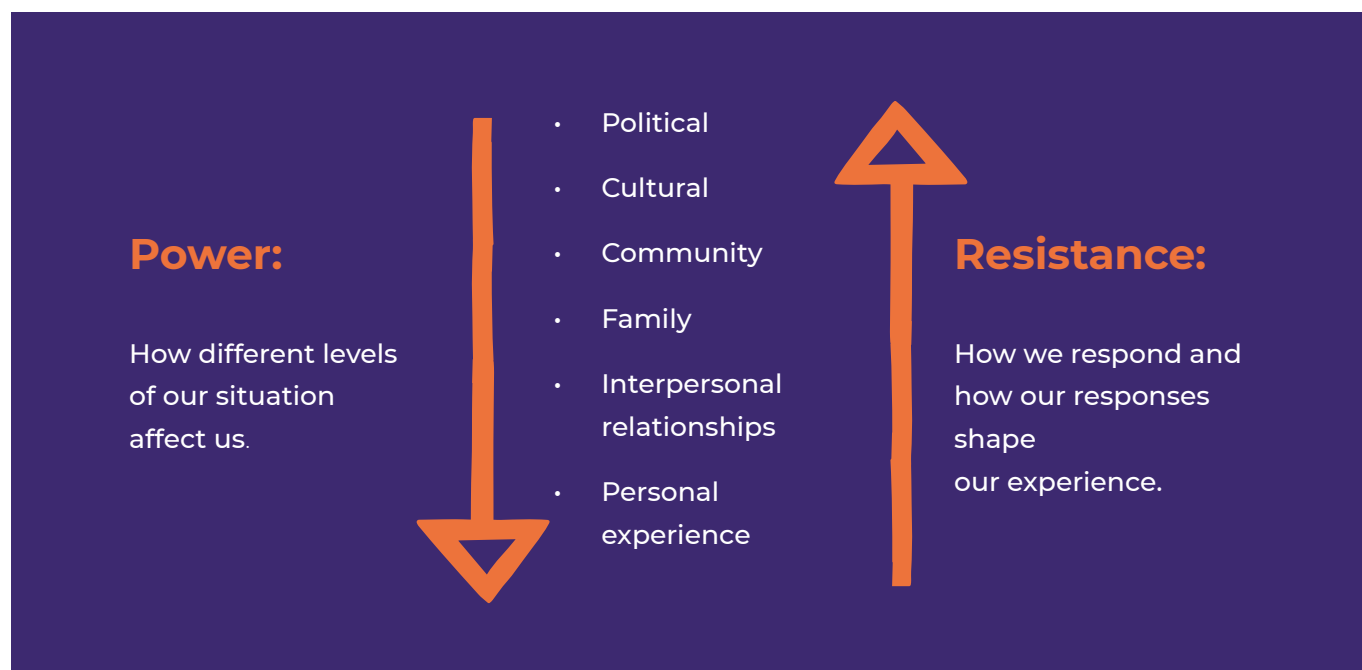 Power:
How different levels
of our situation
affect us.
• Political
• Cultural
• Community
• Family
• Interpersonal
relationships
• Personal
experience
Resistance:
How we respond and
how our responses
shape
our experience.